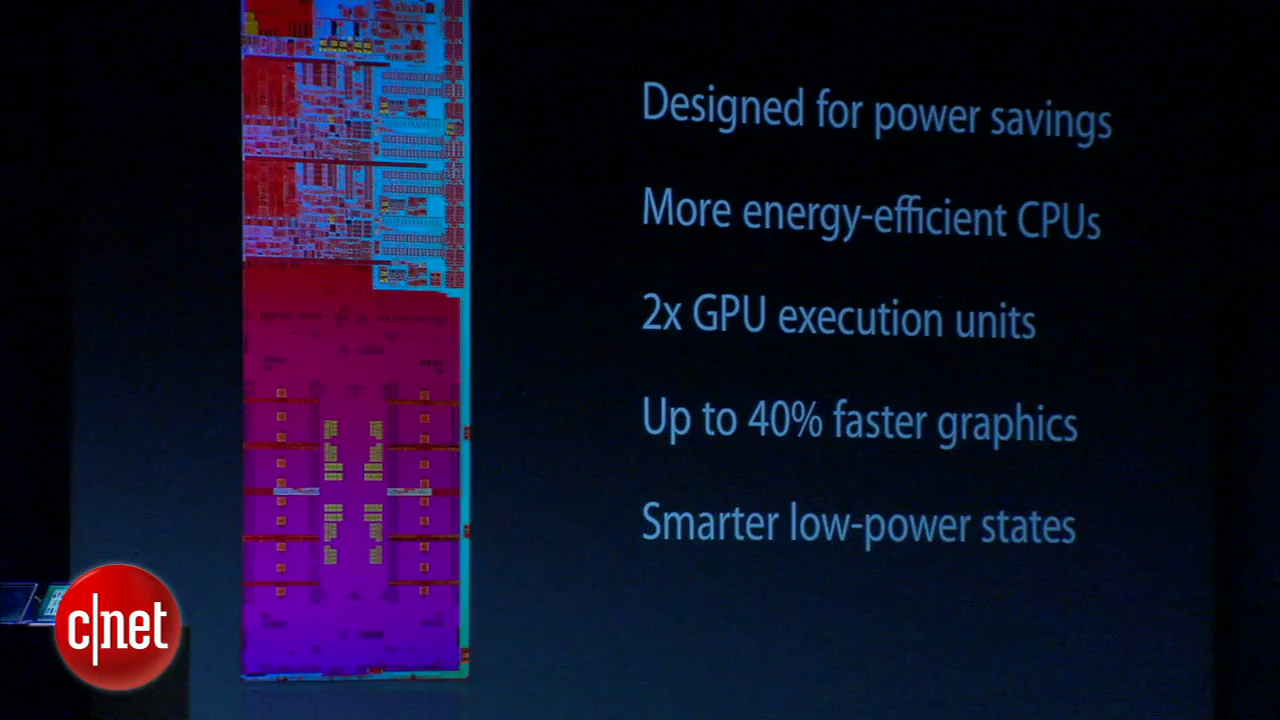 Designed for power savings
More energy-efficient CPUs
2x GPU execution units
Up to 40% faster graphics
Smarter low-power states
c|net